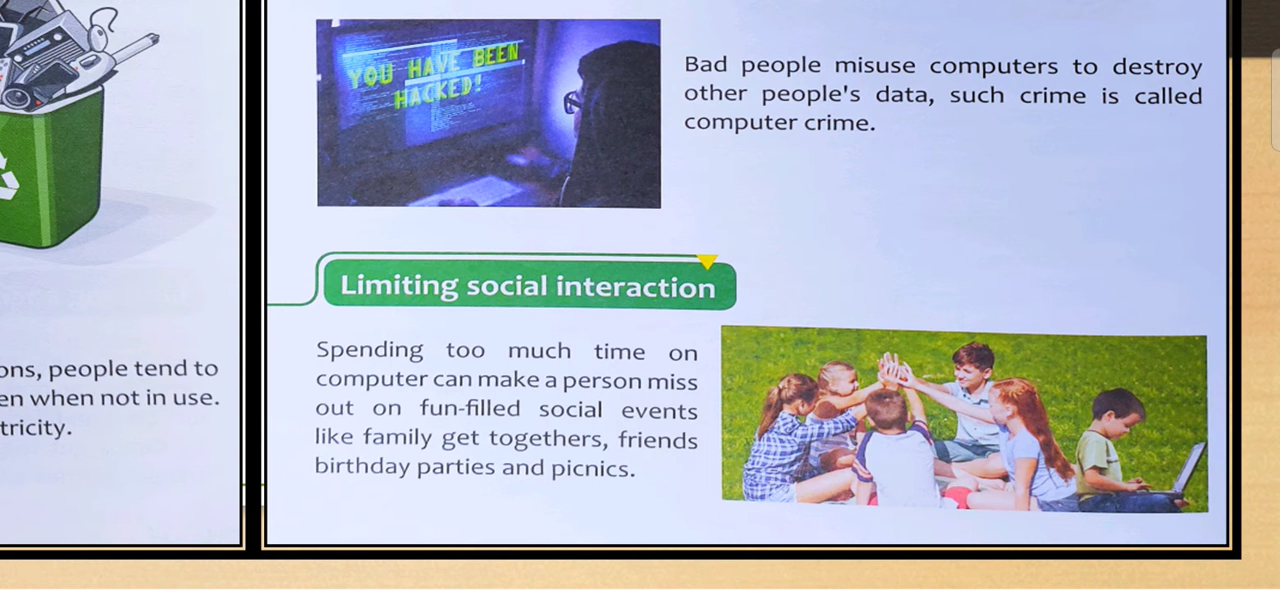 ons, people tend to
en when not in use.
tricity.
YOU HAVE BEEN
HACKED!
Bad people misuse computers to destroy
other people's data, such crime is called
computer crime.
Limiting social interaction
Spending too much time on
computer can make a person miss
out on fun-filled social events
like family get togethers, friends
birthday parties and picnics.